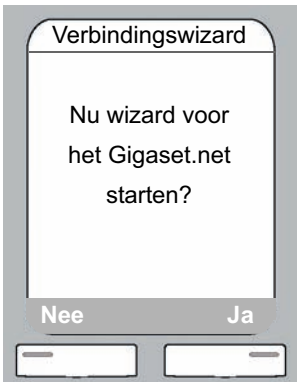 Verbindingswizard
Nu wizard voor
het Gigaset.net
starten?
Nee Ja